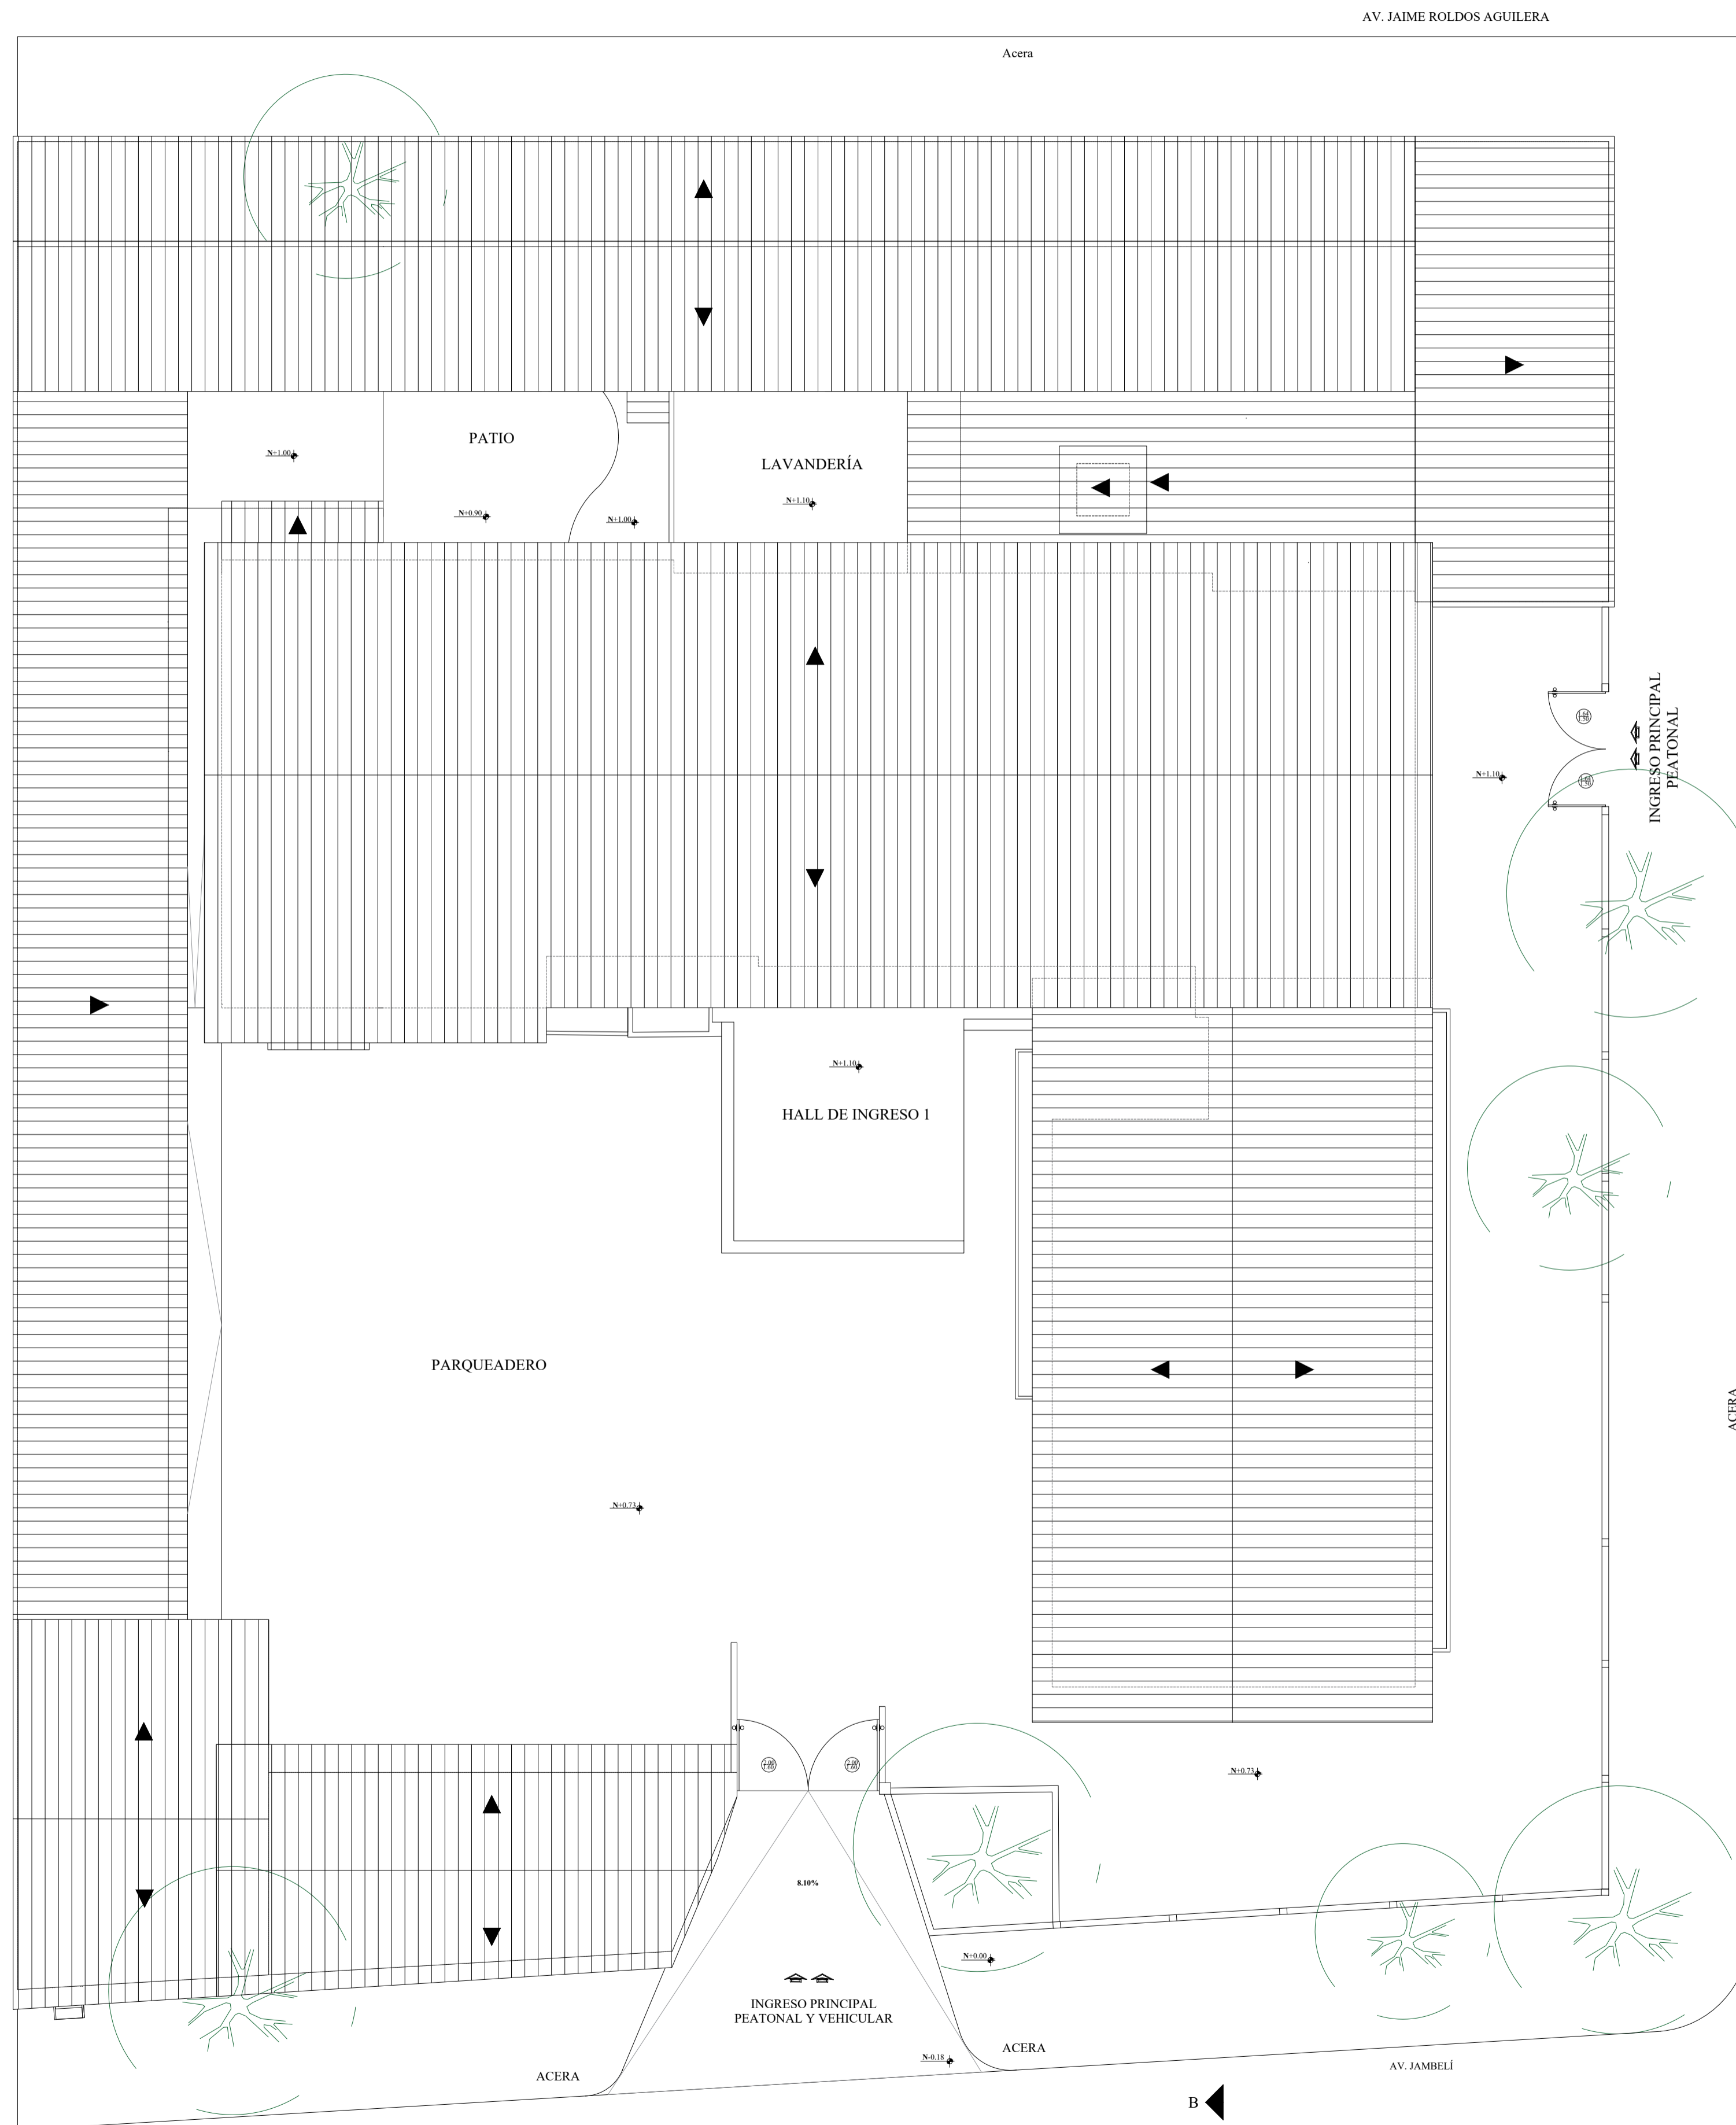 AV. JAIME ROLDOS AGUILERA
Acera
PATIO
N+1.00
LAVANDERÍA
N+1.10
N+0.90
N+1.00
INGRESO PRINCIPAL
PEATONAL
N+1.10
N+1.10
HALL DE INGRESO 1
PARQUEADERO
ACERA
N+0.73
N+0.73
8.10%
N+0.00
INGRESO PRINCIPAL
PEATONAL Y VEHICULAR
ACERA
N-0.18
AV. JAMBELÍ
ACERA
B